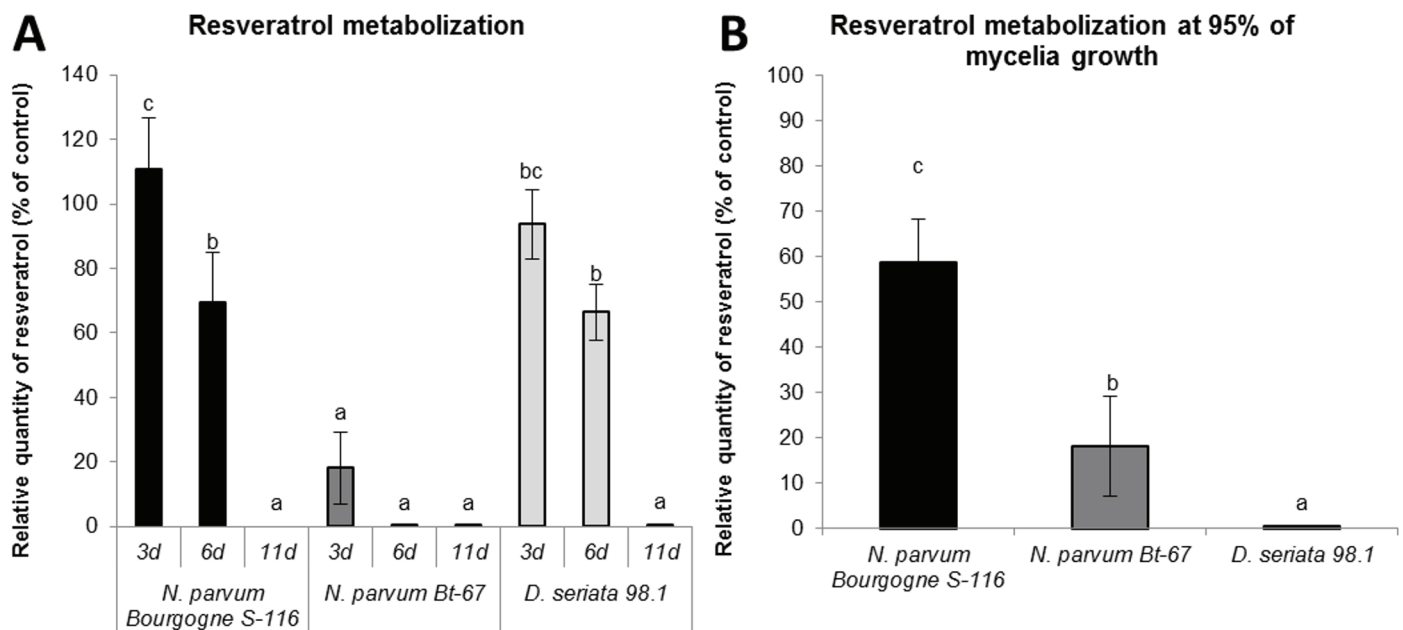 A
Resveratrol metabolization
Relative quantity of resveratrol (% of control)
140
120
100
80
60
40
20
0
c
b
a
a
a
a
bc
b
a
3d 6d 11d 3d 6d 11d 3d 6d 11d
N. parvum
Bourgogne S-116
N. parvum Bt-67
D. seriata 98.1
B
Resveratrol metabolization at 95% of
mycelia growth
Relative quantity of resveratrol (% of control)
100
90
80
70
60
50
40
30
20
10
0
c
b
a
N. parvum
Bourgogne S-116
N. parvum Bt-67
D. seriata 98.1